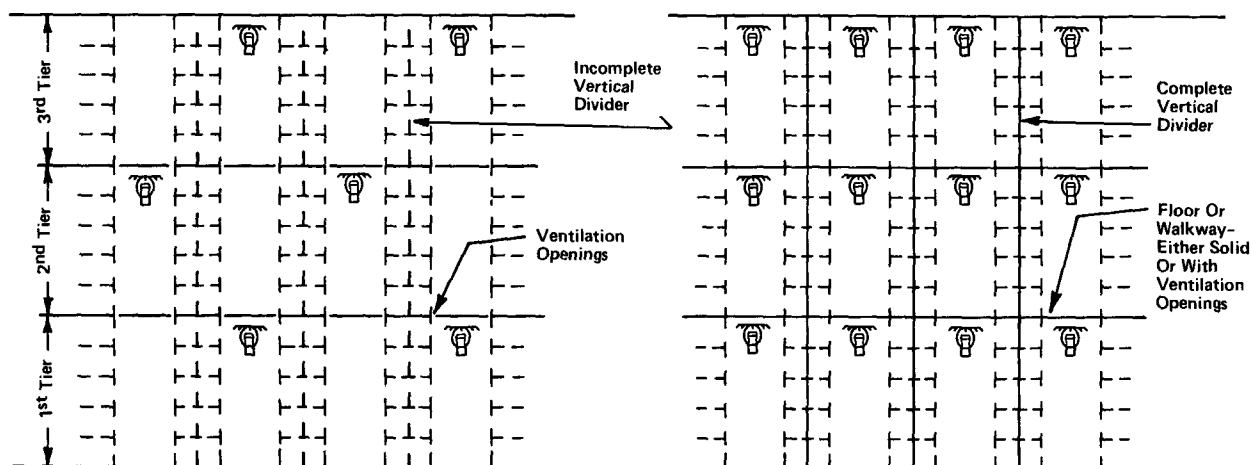 3rd Tier
2nd Tier
1st Tier
Incomplete
Vertical
Divider
Ventilation
Openings
Complete
Vertical
Divider
Floor Or
Walkway–
Either Solid
Or With
Ventilation
Openings